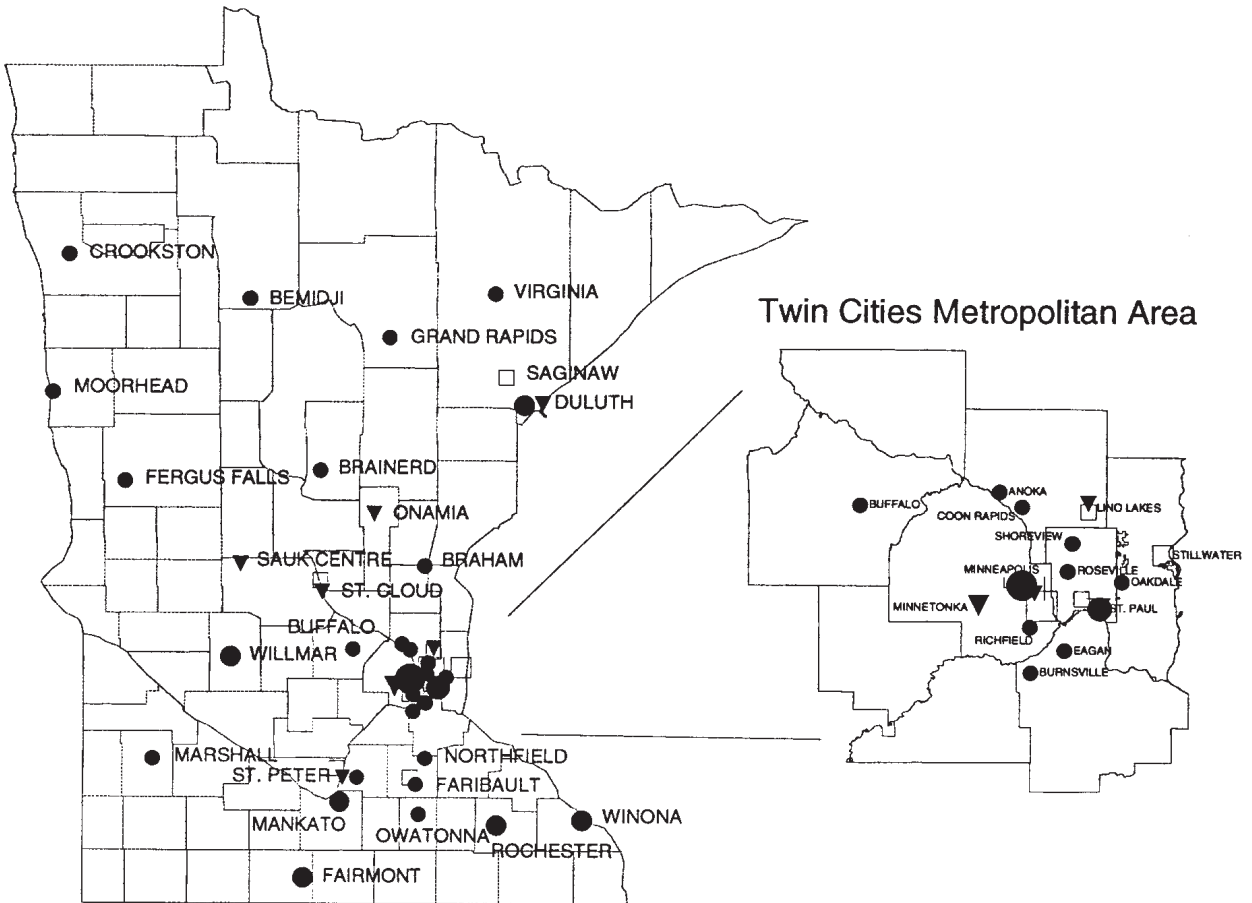 CROOKSTON
BEMIDJI
VIRGINIA
Twin Cities Metropolitan Area
GRAND RAPIDS
SAGINAW
MOORHEAD
DULUTH
FERGUS FALLS
BRAINERD
ONAMIA
SAUK CENTRE
BRAHAM
ST. CLOUD
BUFFALO
WILLMAR
MARSHALL
NORTHFIELD
ST. PETER
FARIBAULT
MANKATO
WINONA
OWATONNA
ROCHESTER
FAIRMONT
ANOKA
BUFFALO
LINO LAKES
COON RAPIDS
SHOREVIEW
STILLWATER
MINNEAPOLIS
ROSEVILLE
OAKDALE
MINNETONKA
ST. PAUL
RICHFIELD
EAGAN
BURNSVILLE